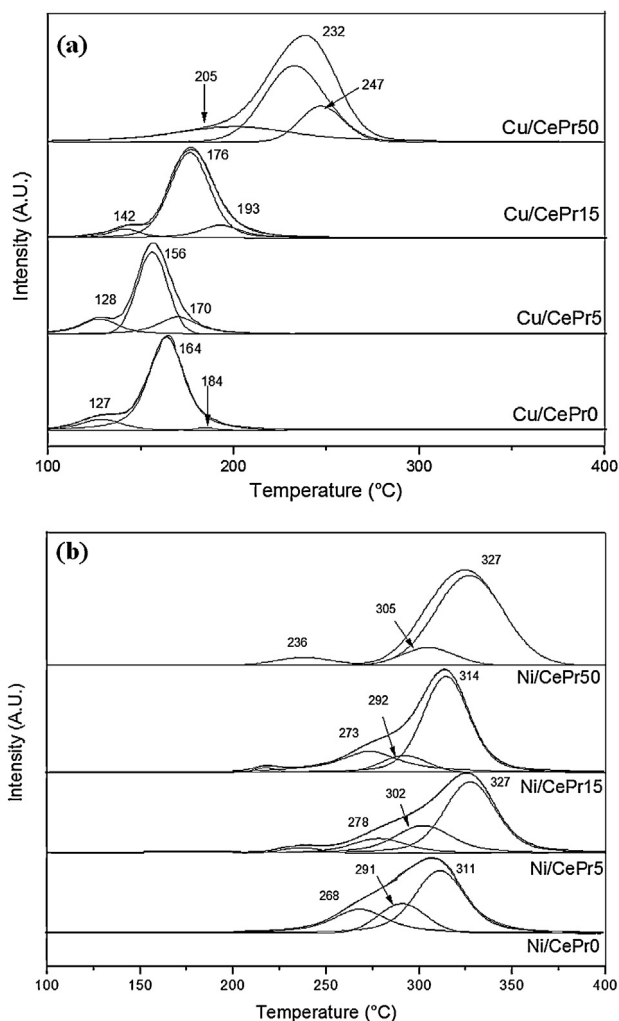 (a)
232
205
247
Cu/CePr50
176
142
193
Cu/CePr15
156
128
170
Cu/CePr5
164
127
184
Cu/CePr0
Intensity (A.U.)
100 200 300 400
Temperature (°C)
(b)
327
305
236
Ni/CePr50
314
292
273
Ni/CePr15
327
302
278
Ni/CePr5
311
291
268
Ni/CePr0
Intensity (A.U.)
100 150 200 250 300 350 400
Temperature (°C)